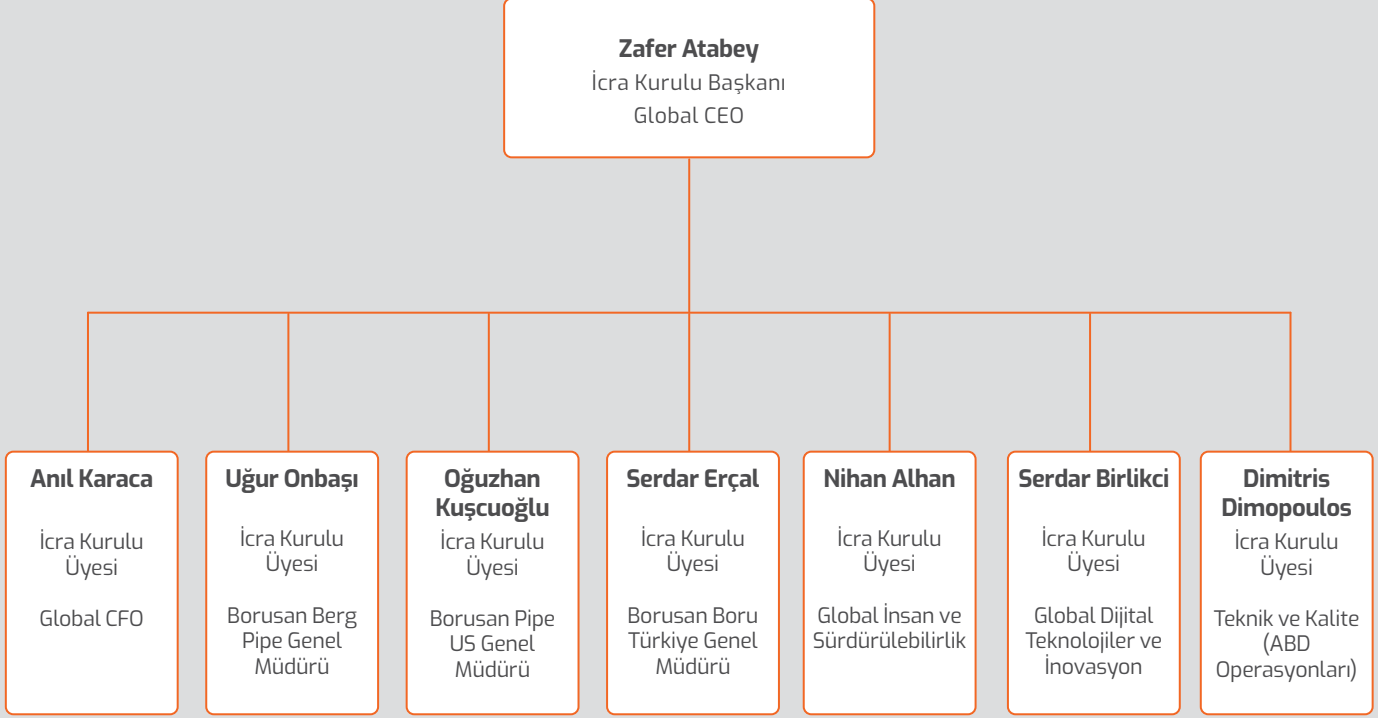 Zafer Atabey
İcra Kurulu Başkanı
Global CEO
Anıl Karaca
İcra Kurulu
Üyesi
Global CFO
Uğur Onbaşı
İcra Kurulu
Üyesi
Borusan Berg
Pipe Genel
Müdürü
Oğuzhan
Kuşcuoğlu
İcra Kurulu
Üyesi
Borusan Pipe
US Genel
Müdürü
Serdar Erçal
İcra Kurulu
Üyesi
Borusan Boru
Türkiye Genel
Müdürü
Nihan Alhan
İcra Kurulu
Üyesi
Global İnsan ve
Sürdürülebilirlik
Serdar Birlikci
İcra Kurulu
Üyesi
Global Dijital
Teknolojiler ve
İnovasyon
Dimitris
Dimopoulos
İcra Kurulu
Üyesi
Teknik ve Kalite
(ABD
Operasyonları)